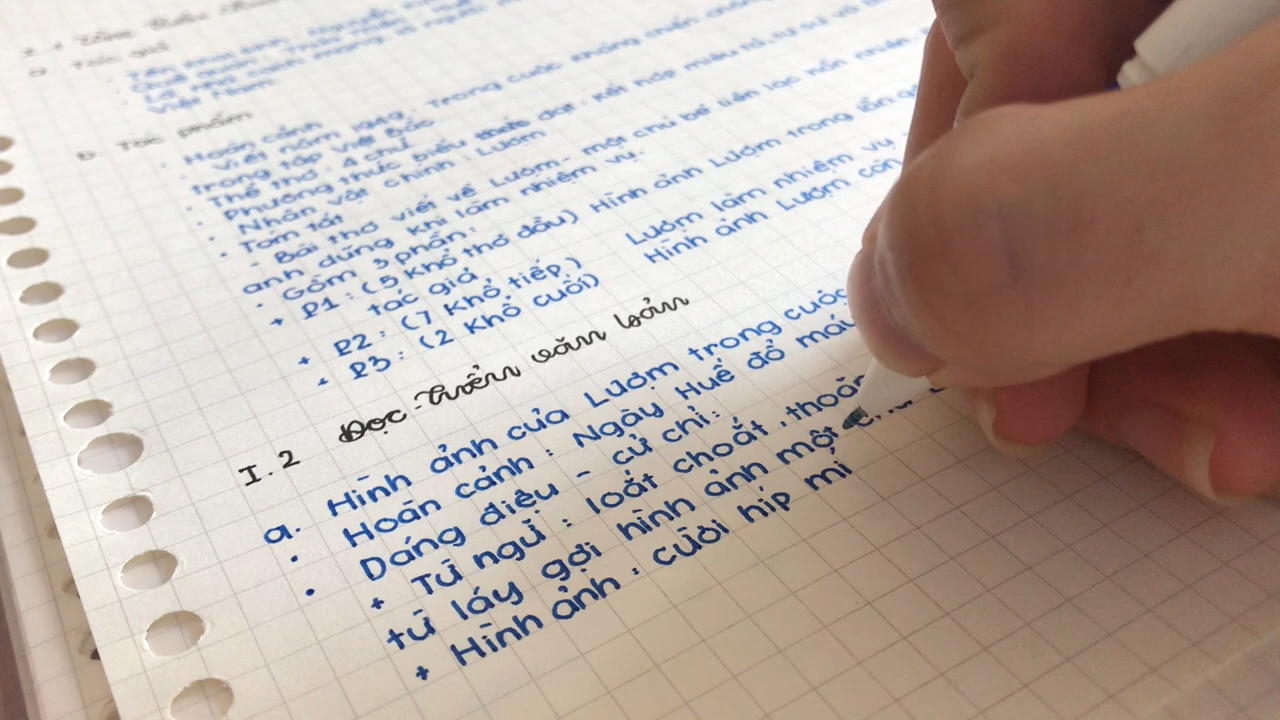 a. Tác giả
Việt Nam
b. Tác phẩm
· Hoàn cảnh
- Viết năm 1949. Trong cuộc kháng chiến chống
trong tập Việt Bắc
· Thể thơ: 4 chữ
· Phương thức biểu đạt: Kết hợp miêu tả, tự sự và
· Nhân vật chính: Lượm
· Tóm tắt
- Bài thơ viết về Lượm - một chú bé liên lạc hồn nhiên
anh dũng khi làm nhiệm vụ.
· Gồm 3 phần:
+ P1: (5 khổ thơ đầu) Hình ảnh Lượm trong lần
tác giả
+ P2: (7 khổ tiếp) Lượm làm nhiệm vụ
+ P3: (2 khổ cuối) Hình ảnh Lượm còn
I.2 Đọc-hiểu văn bản
a. Hình ảnh của Lượm trong cuộc
· Hoàn cảnh: Ngày Huế đổ máu
· Dáng điệu - cử chỉ:
+ Từ ngữ: loắt choắt, thoăn
từ láy gợi hình ảnh một
+ Hình ảnh: cười híp mí